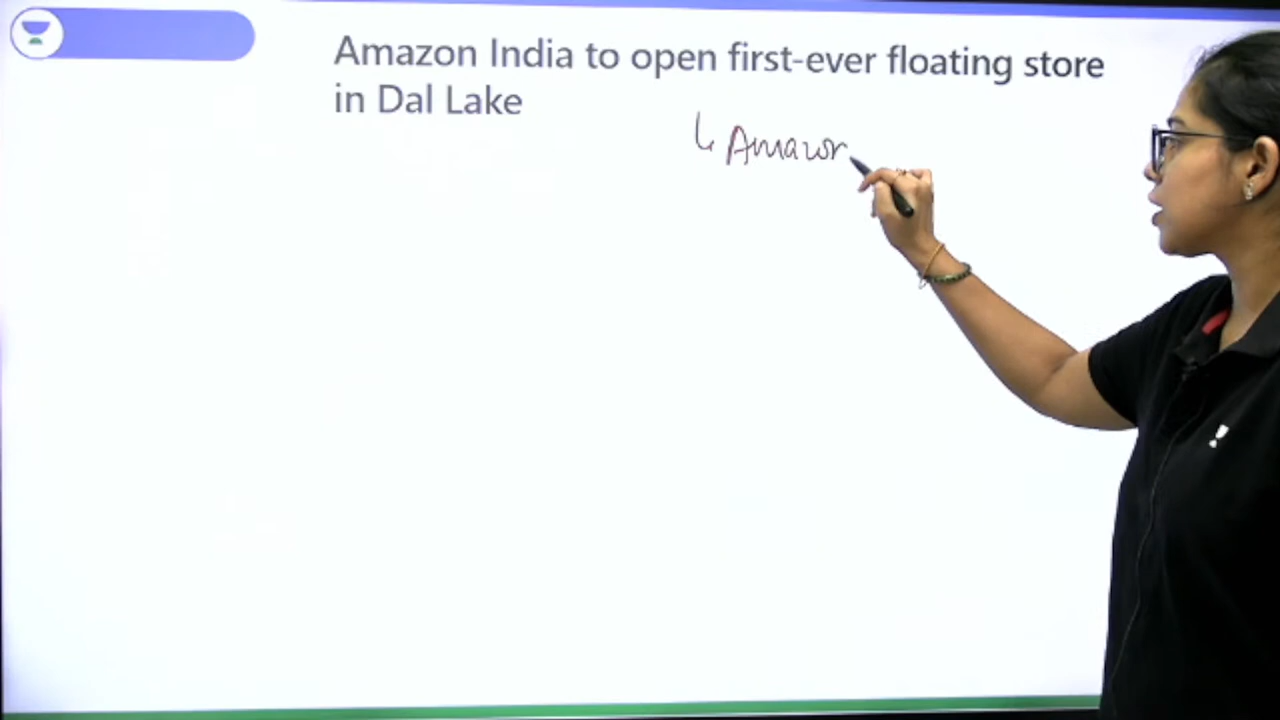 Amazon India to open first-ever floating store
in Dal Lake
↳ Amazon